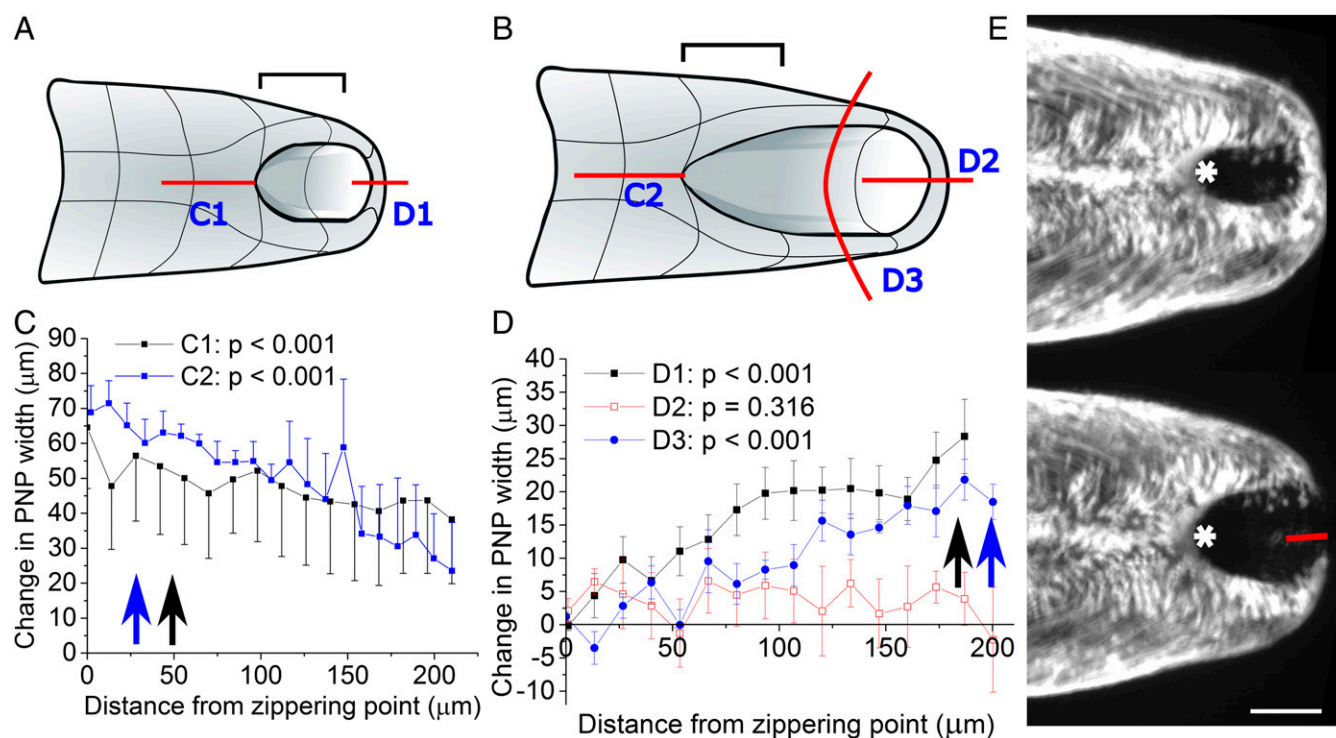 A
B
E
C1
D1
C2
D2
D3
C
C1: p < 0.001
C2: p < 0.001
Change in PNP width (μm)
90
80
70
60
50
40
30
20
10
0
0 50 100 150 200
Distance from zippering point (μm)
D
D1: p < 0.001
D2: p = 0.316
D3: p < 0.001
Change in PNP width (μm)
40
35
30
25
20
15
10
5
0
-5
-10
0 50 100 150 200
Distance from zippering point (μm)
*
*